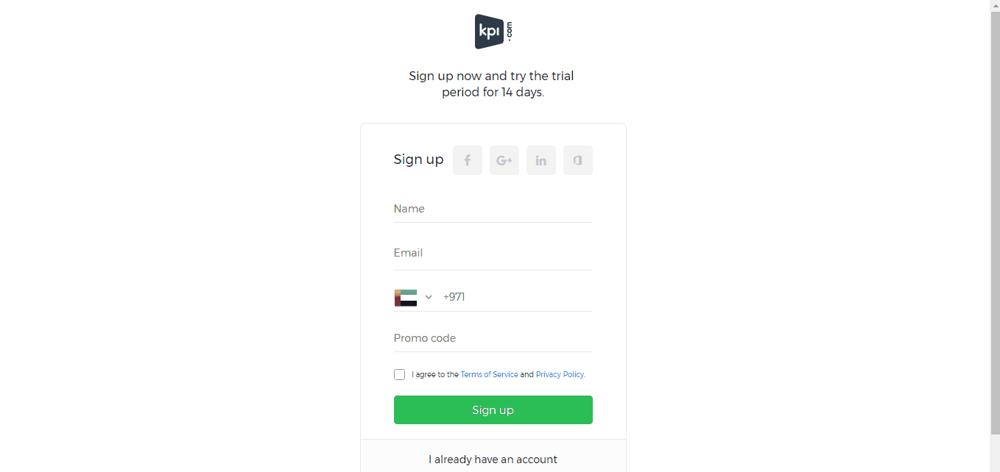 kpi
.com
Sign up now and try the trial
period for 14 days.
Sign up
f
G+
in
Name
Email
+971
Promo code
I agree to the Terms of Service and Privacy Policy.
Sign up
I already have an account